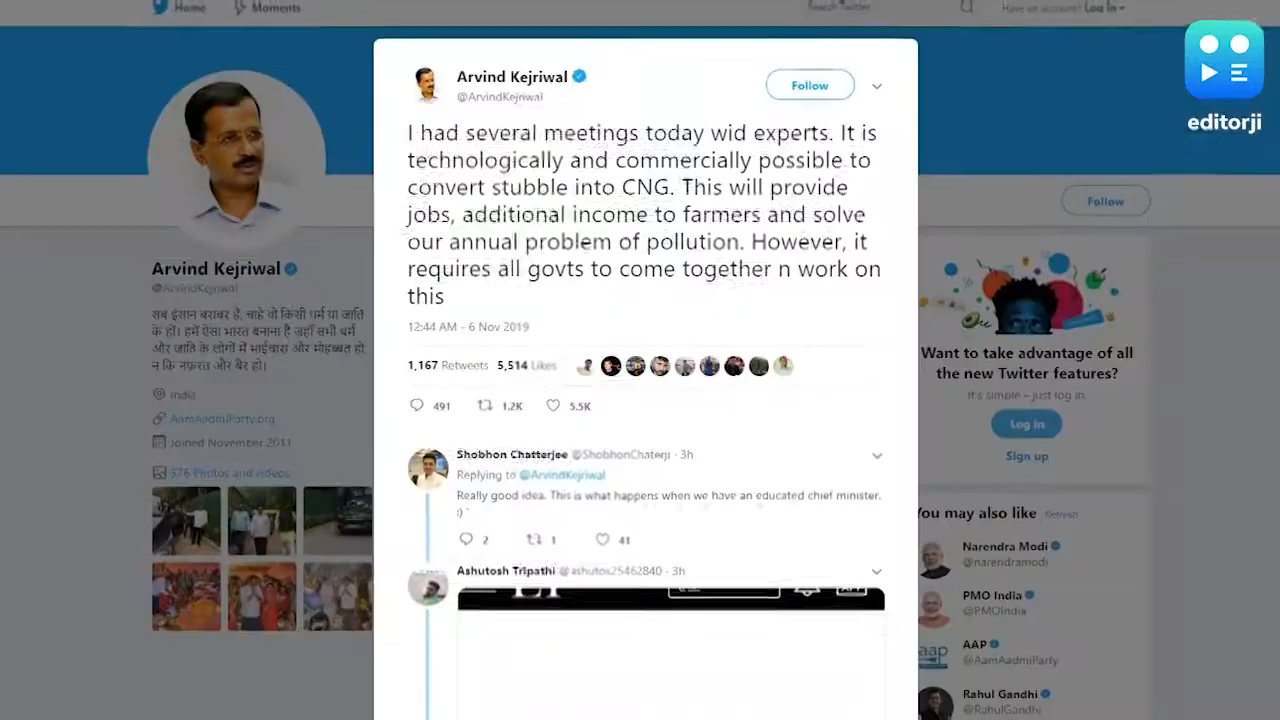 Home
Moments
Search Twitter
Have an account? Log in
editorji
Arvind Kejriwal
@ArvindKejriwal
Follow
I had several meetings today wid experts. It is
technologically and commercially possible to
convert stubble into CNG. This will provide
jobs, additional income to farmers and solve
our annual problem of pollution. However, it
requires all govts to come together n work on
this
12:44 AM - 6 Nov 2019
1,167 Retweets 5,514 Likes
491 1.2K 5.5K
Shobhon Chatterjee @ShobhonChaterji · 3h
Replying to @ArvindKejriwal
Really good idea. This is what happens when we have an educated chief minister.
:)
2 1 41
Ashutosh Tripathi @ashutos25462840 · 3h
Arvind Kejriwal
@ArvindKejriwal
सब इंसान बराबर हैं, चाहे वो किसी धर्म या जाति
के हों। हमें ऐसा भारत बनाना है जहाँ सभी धर्म
और जाति के लोगों में भाईचारा और मोहब्बत हो
न कि नफ़रत और बैर हो।
India
AamAadmiParty.org
Joined November 2011
576 Photos and videos
Follow
Want to take advantage of all
the new Twitter features?
It's simple – just log in.
Log in
Sign up
You may also like Refresh
Narendra Modi
@narendramodi
PMO India
@PMOIndia
AAP
@AamAadmiParty
Rahul Gandhi
@RahulGandhi